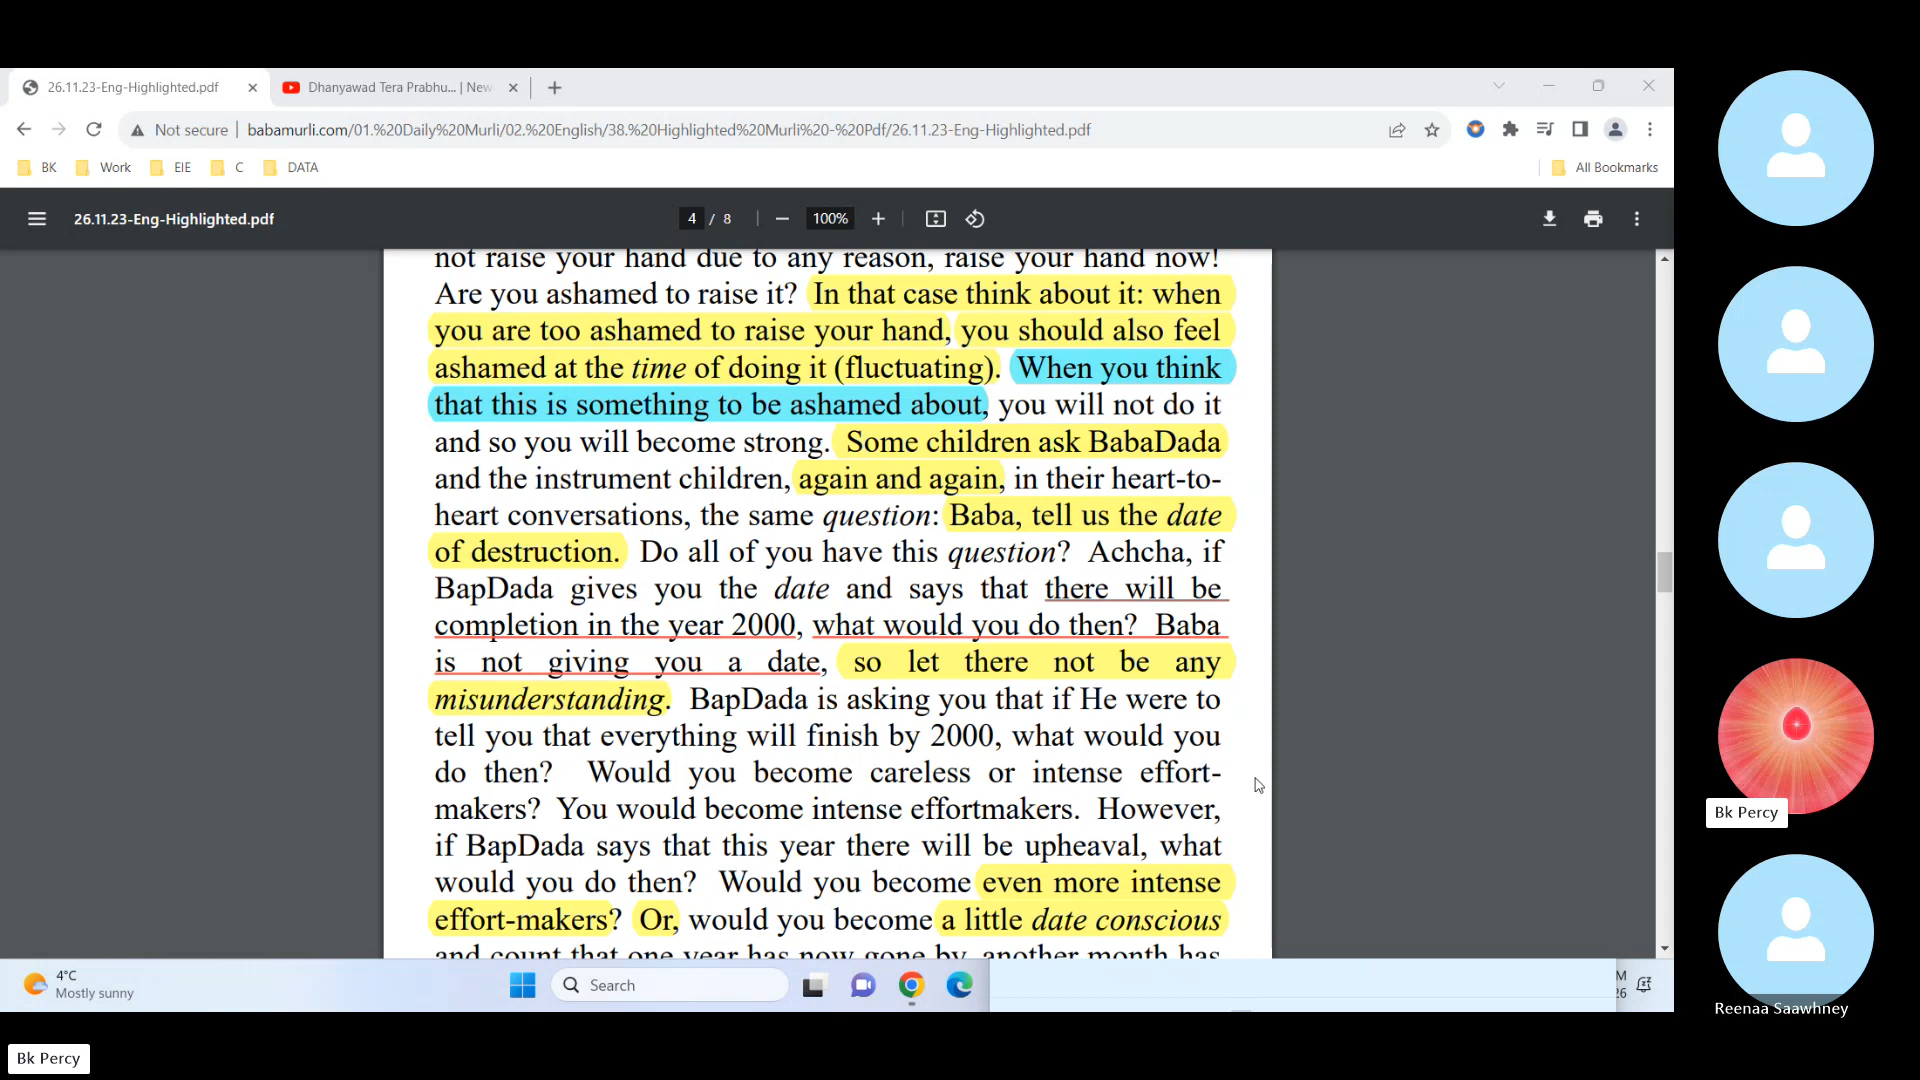 26.11.23-Eng-Highlighted.pdf
Dhanyawad Tera Prabhu... | New
Not secure | babamurli.com/01.%20Daily%20Murli/02.%20English/38.%20Highlighted%20Murli%20-%20Pdf/26.11.23-Eng-Highlighted.pdf
BK Work EIE C DATA All Bookmarks
26.11.23-Eng-Highlighted.pdf 4 / 8 100%
not raise your hand due to any reason, raise your hand now!
Are you ashamed to raise it? In that case think about it: when
you are too ashamed to raise your hand, you should also feel
ashamed at the time of doing it (fluctuating). When you think
that this is something to be ashamed about, you will not do it
and so you will become strong. Some children ask BabaDada
and the instrument children, again and again, in their heart-to-
heart conversations, the same question: Baba, tell us the date
of destruction. Do all of you have this question? Achcha, if
BapDada gives you the date and says that there will be
completion in the year 2000, what would you do then? Baba
is not giving you a date, so let there not be any
misunderstanding. BapDada is asking you that if He were to
tell you that everything will finish by 2000, what would you
do then? Would you become careless or intense effort-
makers? You would become intense effortmakers. However,
if BapDada says that this year there will be upheaval, what
would you do then? Would you become even more intense
effort-makers? Or, would you become a little date conscious
and count that one year has now gone by, another month has
4°C
Mostly sunny
Search
M
26
Bk Percy
Reenaa Saawhney
Bk Percy